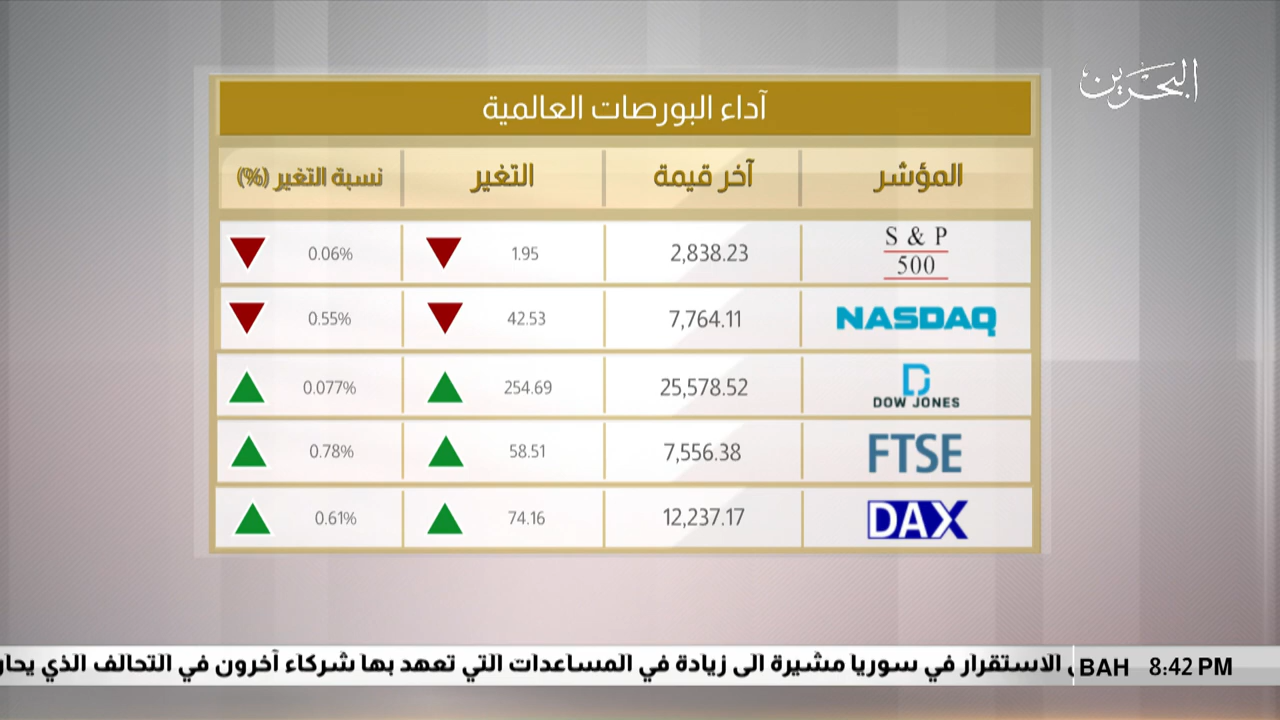 البحرين
آداء البورصات العالمية
المؤشر آخر قيمة التغير نسبة التغير (%)
S & P
500
2,838.23 1.95 0.06%
NASDAQ 7,764.11 42.53 0.55%
DOW JONES 25,578.52 254.69 0.077%
FTSE 7,556.38 58.51 0.78%
DAX 12,237.17 74.16 0.61%
الاستقرار في سوريا مشيرة الى زيادة في المساعدات التي تعهد بها شركاء آخرون في التحالف الذي
BAH 8:42 PM